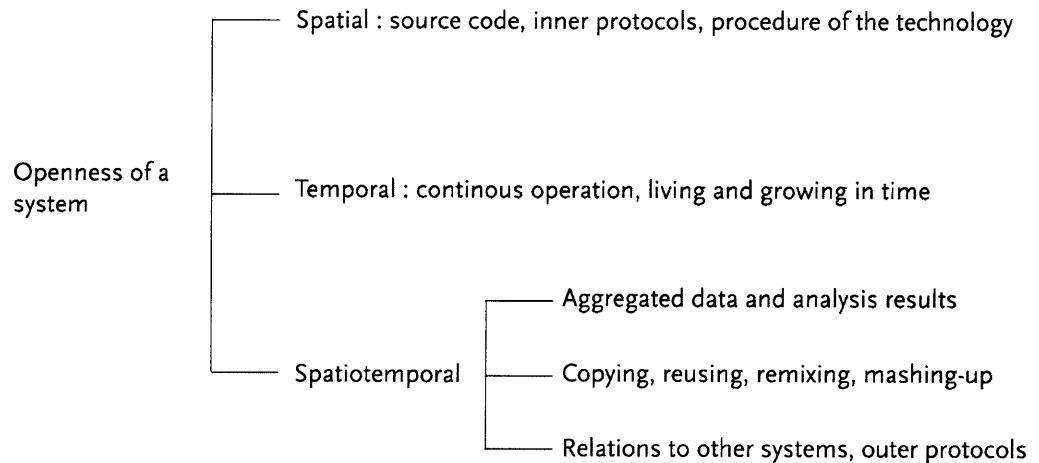 Spatial : source code, inner protocols, procedure of the technology
Openness of a
system
Temporal : continous operation, living and growing in time
Spatiotemporal
Aggregated data and analysis results
Copying, reusing, remixing, mashing-up
Relations to other systems, outer protocols